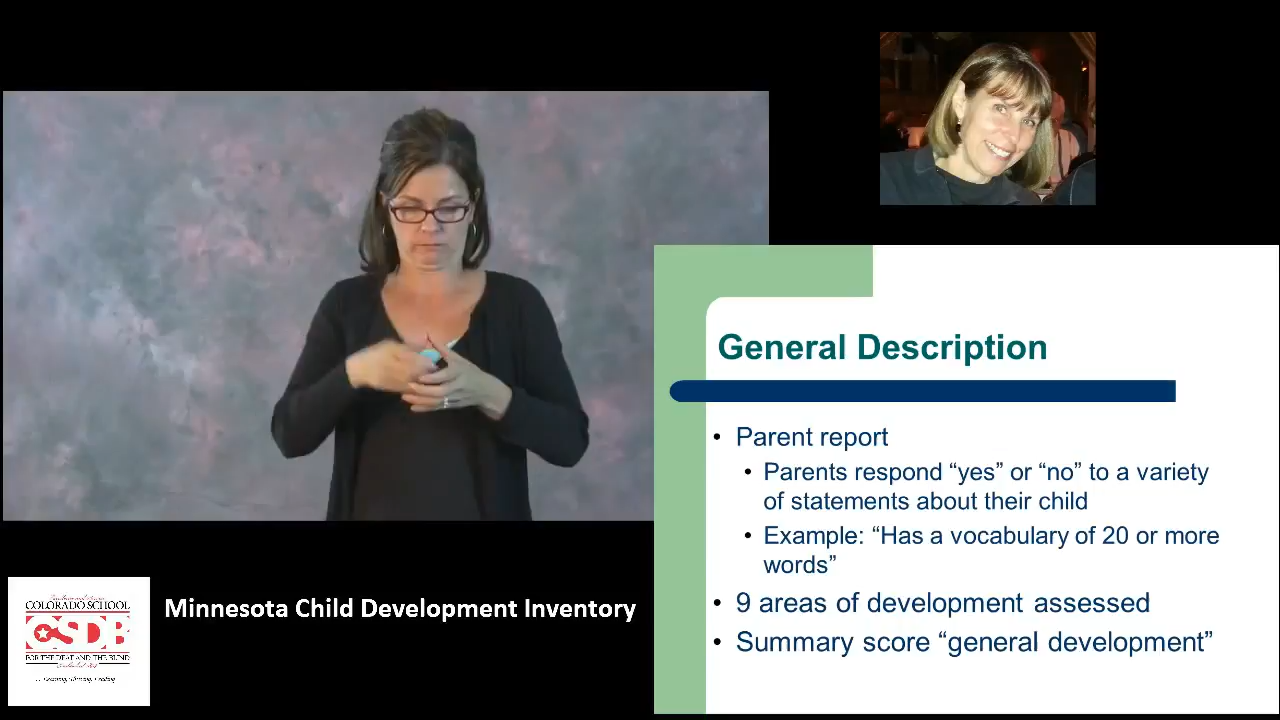 General Description
• Parent report
• Parents respond “yes” or “no” to a variety
of statements about their child
• Example: “Has a vocabulary of 20 or more
words”
• 9 areas of development assessed
• Summary score “general development”
COLORADO SCHOOL
CSDB
FOR THE DEAF AND THE BLIND
Minnesota Child Development Inventory